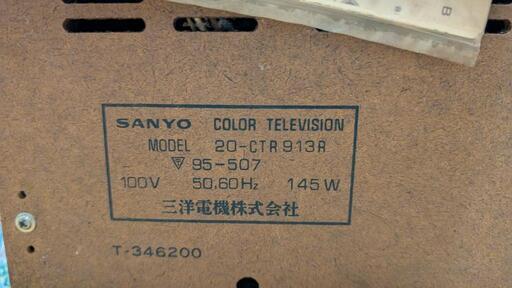 B
SANYO COLOR TELEVISION
MODEL 20-CTR913R
95-507
100V 50,60Hz 145W
三洋電機株式会社
T-346200